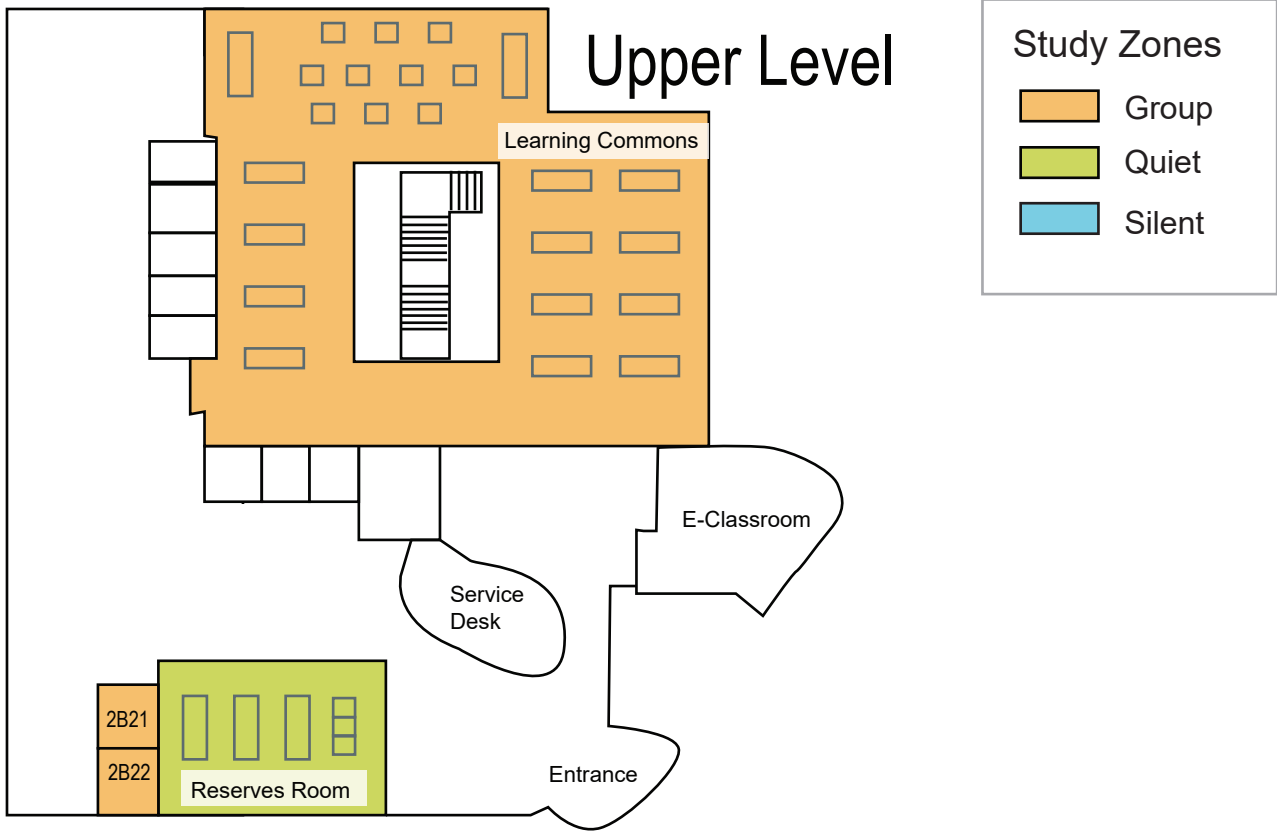 Upper Level
Study Zones
Group
Quiet
Silent
Learning Commons
E-Classroom
Service
Desk
2B21
2B22
Reserves Room
Entrance